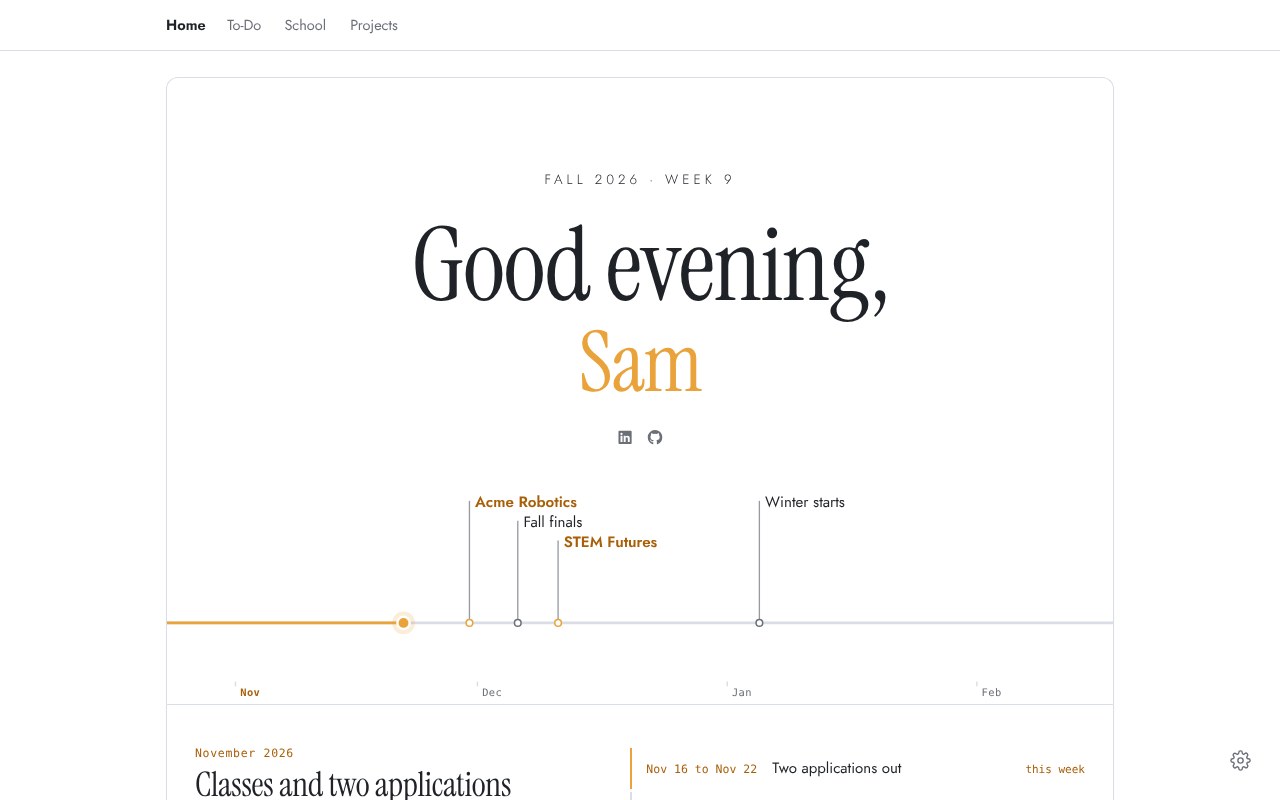 Home To-Do School Projects
FALL 2026 · WEEK 9
Good evening,
Sam
Acme Robotics
Winter starts
Fall finals
STEM Futures
Nov
Dec
Jan
Feb
November 2026
Classes and two applications
Nov 16 to Nov 22 Two applications out this week